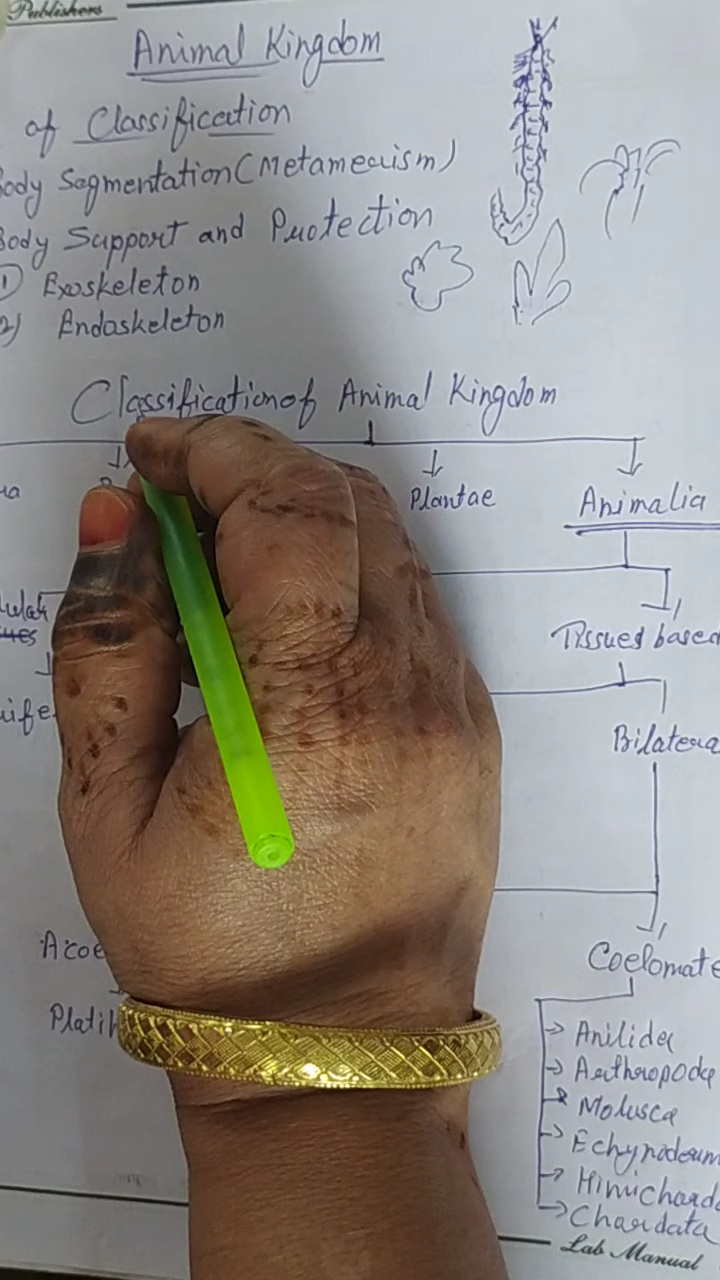 Publishers
Animal Kingdom
of Classification
Body Segmentation (Metamerism)
Body Support and Protection
1) Exoskeleton
2) Endoskeleton
Classification of Animal Kingdom
Plantae Animalia
Tissues based
Bilatera
Acoe Coelomate
Platih Anilida
Arthropoda
Molusca
Echynoderm
Himichorda
Chordata
Lab Manual